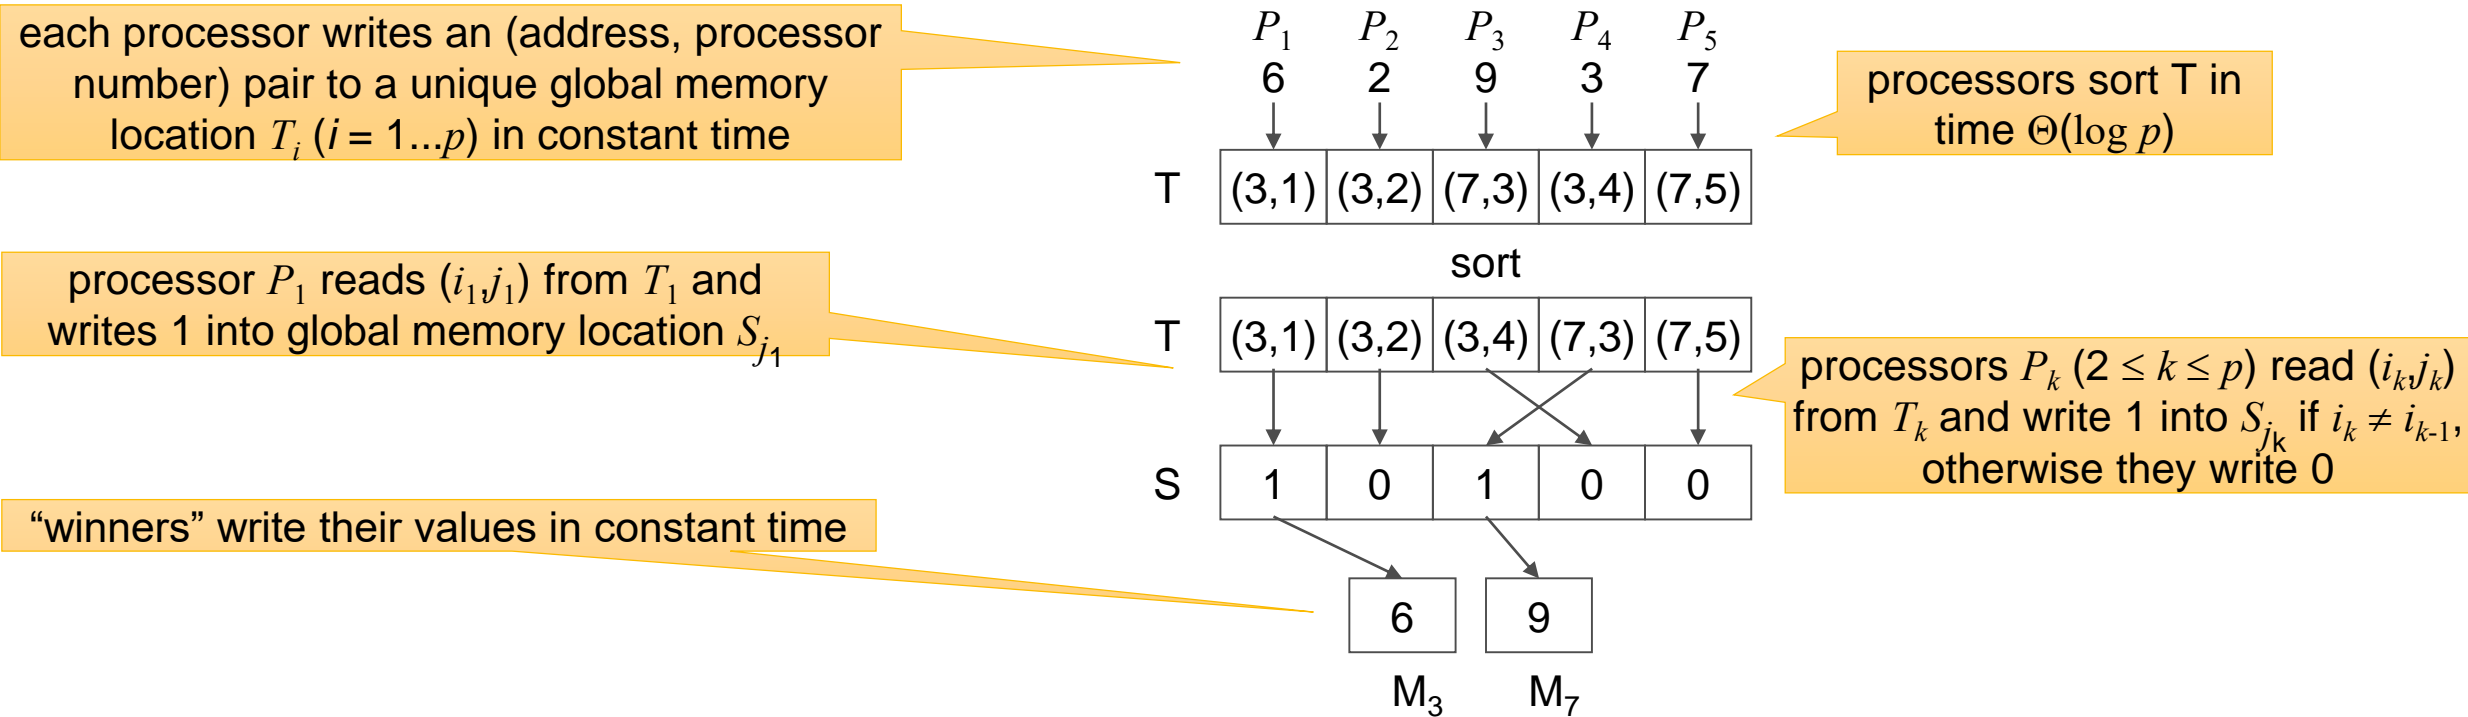 each processor writes an (address, processor
number) pair to a unique global memory
location Tᵢ (i = 1...p) in constant time
P₁ P₂ P₃ P₄ P₅
6 2 9 3 7
processors sort T in
time Θ(log p)
T (3,1) (3,2) (7,3) (3,4) (7,5)
sort
processor P₁ reads (i₁,j₁) from T₁ and
writes 1 into global memory location S_j₁
T (3,1) (3,2) (3,4) (7,3) (7,5)
processors Pₖ (2 ≤ k ≤ p) read (iₖ,jₖ)
from Tₖ and write 1 into S_jₖ if iₖ ≠ iₖ₋₁,
otherwise they write 0
S 1 0 1 0 0
“winners” write their values in constant time
6 9
M₃ M₇